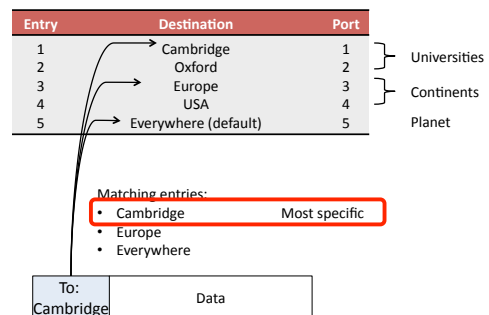 Entry Destination Port
1 Cambridge 1
2 Oxford 2
Universities
3 Europe 3
4 USA 4
Continents
5 Everywhere (default) 5
Planet
Matching entries:
• Cambridge Most specific
• Europe
• Everywhere
To:
Cambridge
Data